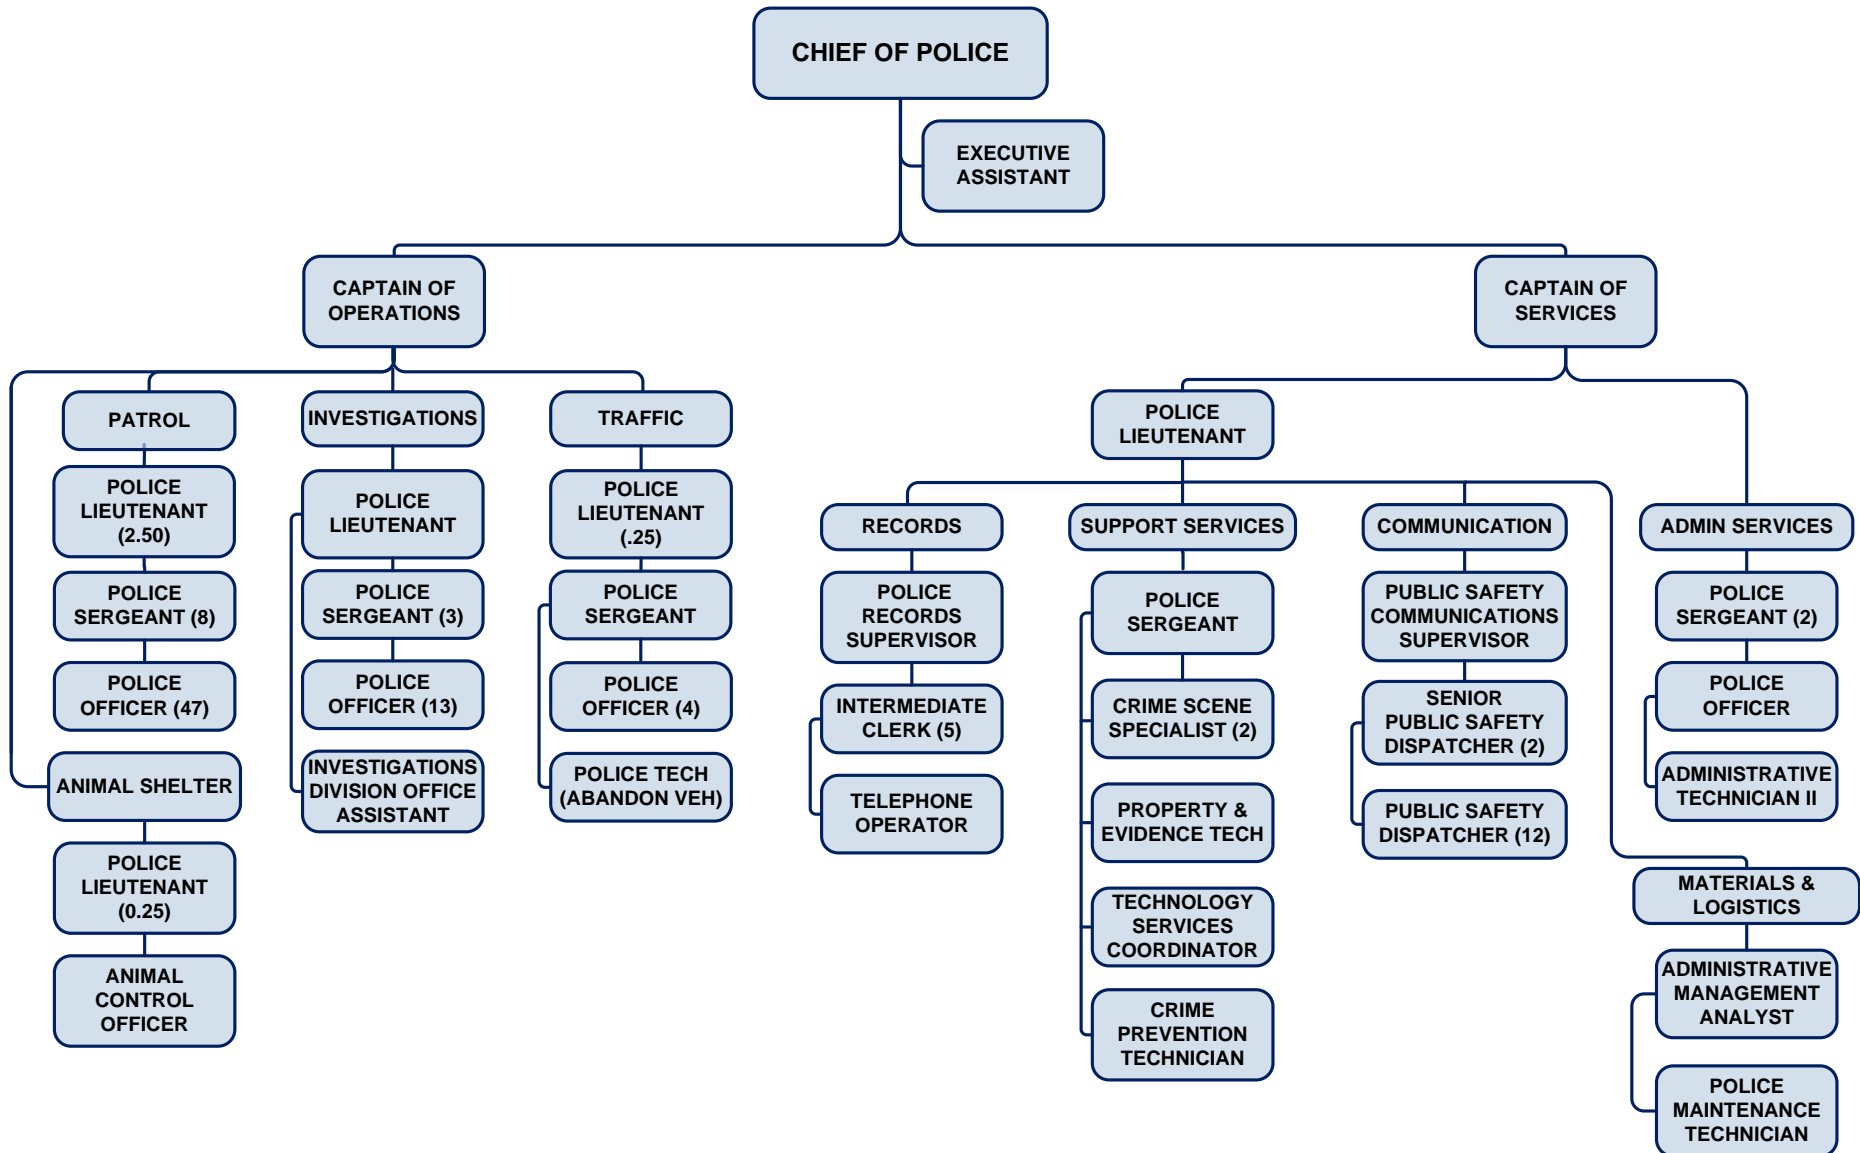 CHIEF OF POLICE
EXECUTIVE
ASSISTANT
CAPTAIN OF
OPERATIONS
CAPTAIN OF
SERVICES
PATROL
POLICE
LIEUTENANT
(2.50)
POLICE
SERGEANT (8)
POLICE
OFFICER (47)
ANIMAL SHELTER
POLICE
LIEUTENANT
(0.25)
ANIMAL
CONTROL
OFFICER
INVESTIGATIONS
POLICE
LIEUTENANT
POLICE
SERGEANT (3)
POLICE
OFFICER (13)
INVESTIGATIONS
DIVISION OFFICE
ASSISTANT
TRAFFIC
POLICE
LIEUTENANT
(.25)
POLICE
SERGEANT
POLICE
OFFICER (4)
POLICE TECH
(ABANDON VEH)
POLICE
LIEUTENANT
RECORDS
POLICE
RECORDS
SUPERVISOR
INTERMEDIATE
CLERK (5)
TELEPHONE
OPERATOR
SUPPORT SERVICES
POLICE
SERGEANT
CRIME SCENE
SPECIALIST (2)
PROPERTY &
EVIDENCE TECH
TECHNOLOGY
SERVICES
COORDINATOR
CRIME
PREVENTION
TECHNICIAN
COMMUNICATION
PUBLIC SAFETY
COMMUNICATIONS
SUPERVISOR
SENIOR
PUBLIC SAFETY
DISPATCHER (2)
PUBLIC SAFETY
DISPATCHER (12)
ADMIN SERVICES
POLICE
SERGEANT (2)
POLICE
OFFICER
ADMINISTRATIVE
TECHNICIAN II
MATERIALS &
LOGISTICS
ADMINISTRATIVE
MANAGEMENT
ANALYST
POLICE
MAINTENANCE
TECHNICIAN